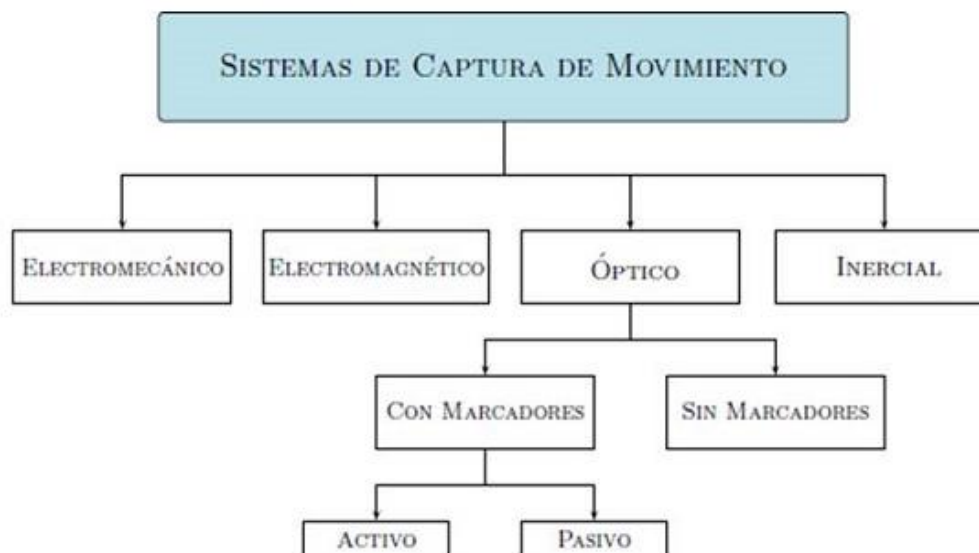 Sistemas de Captura de Movimiento
Electromecánico
Electromagnético
Óptico
Inercial
Con Marcadores
Sin Marcadores
Activo
Pasivo